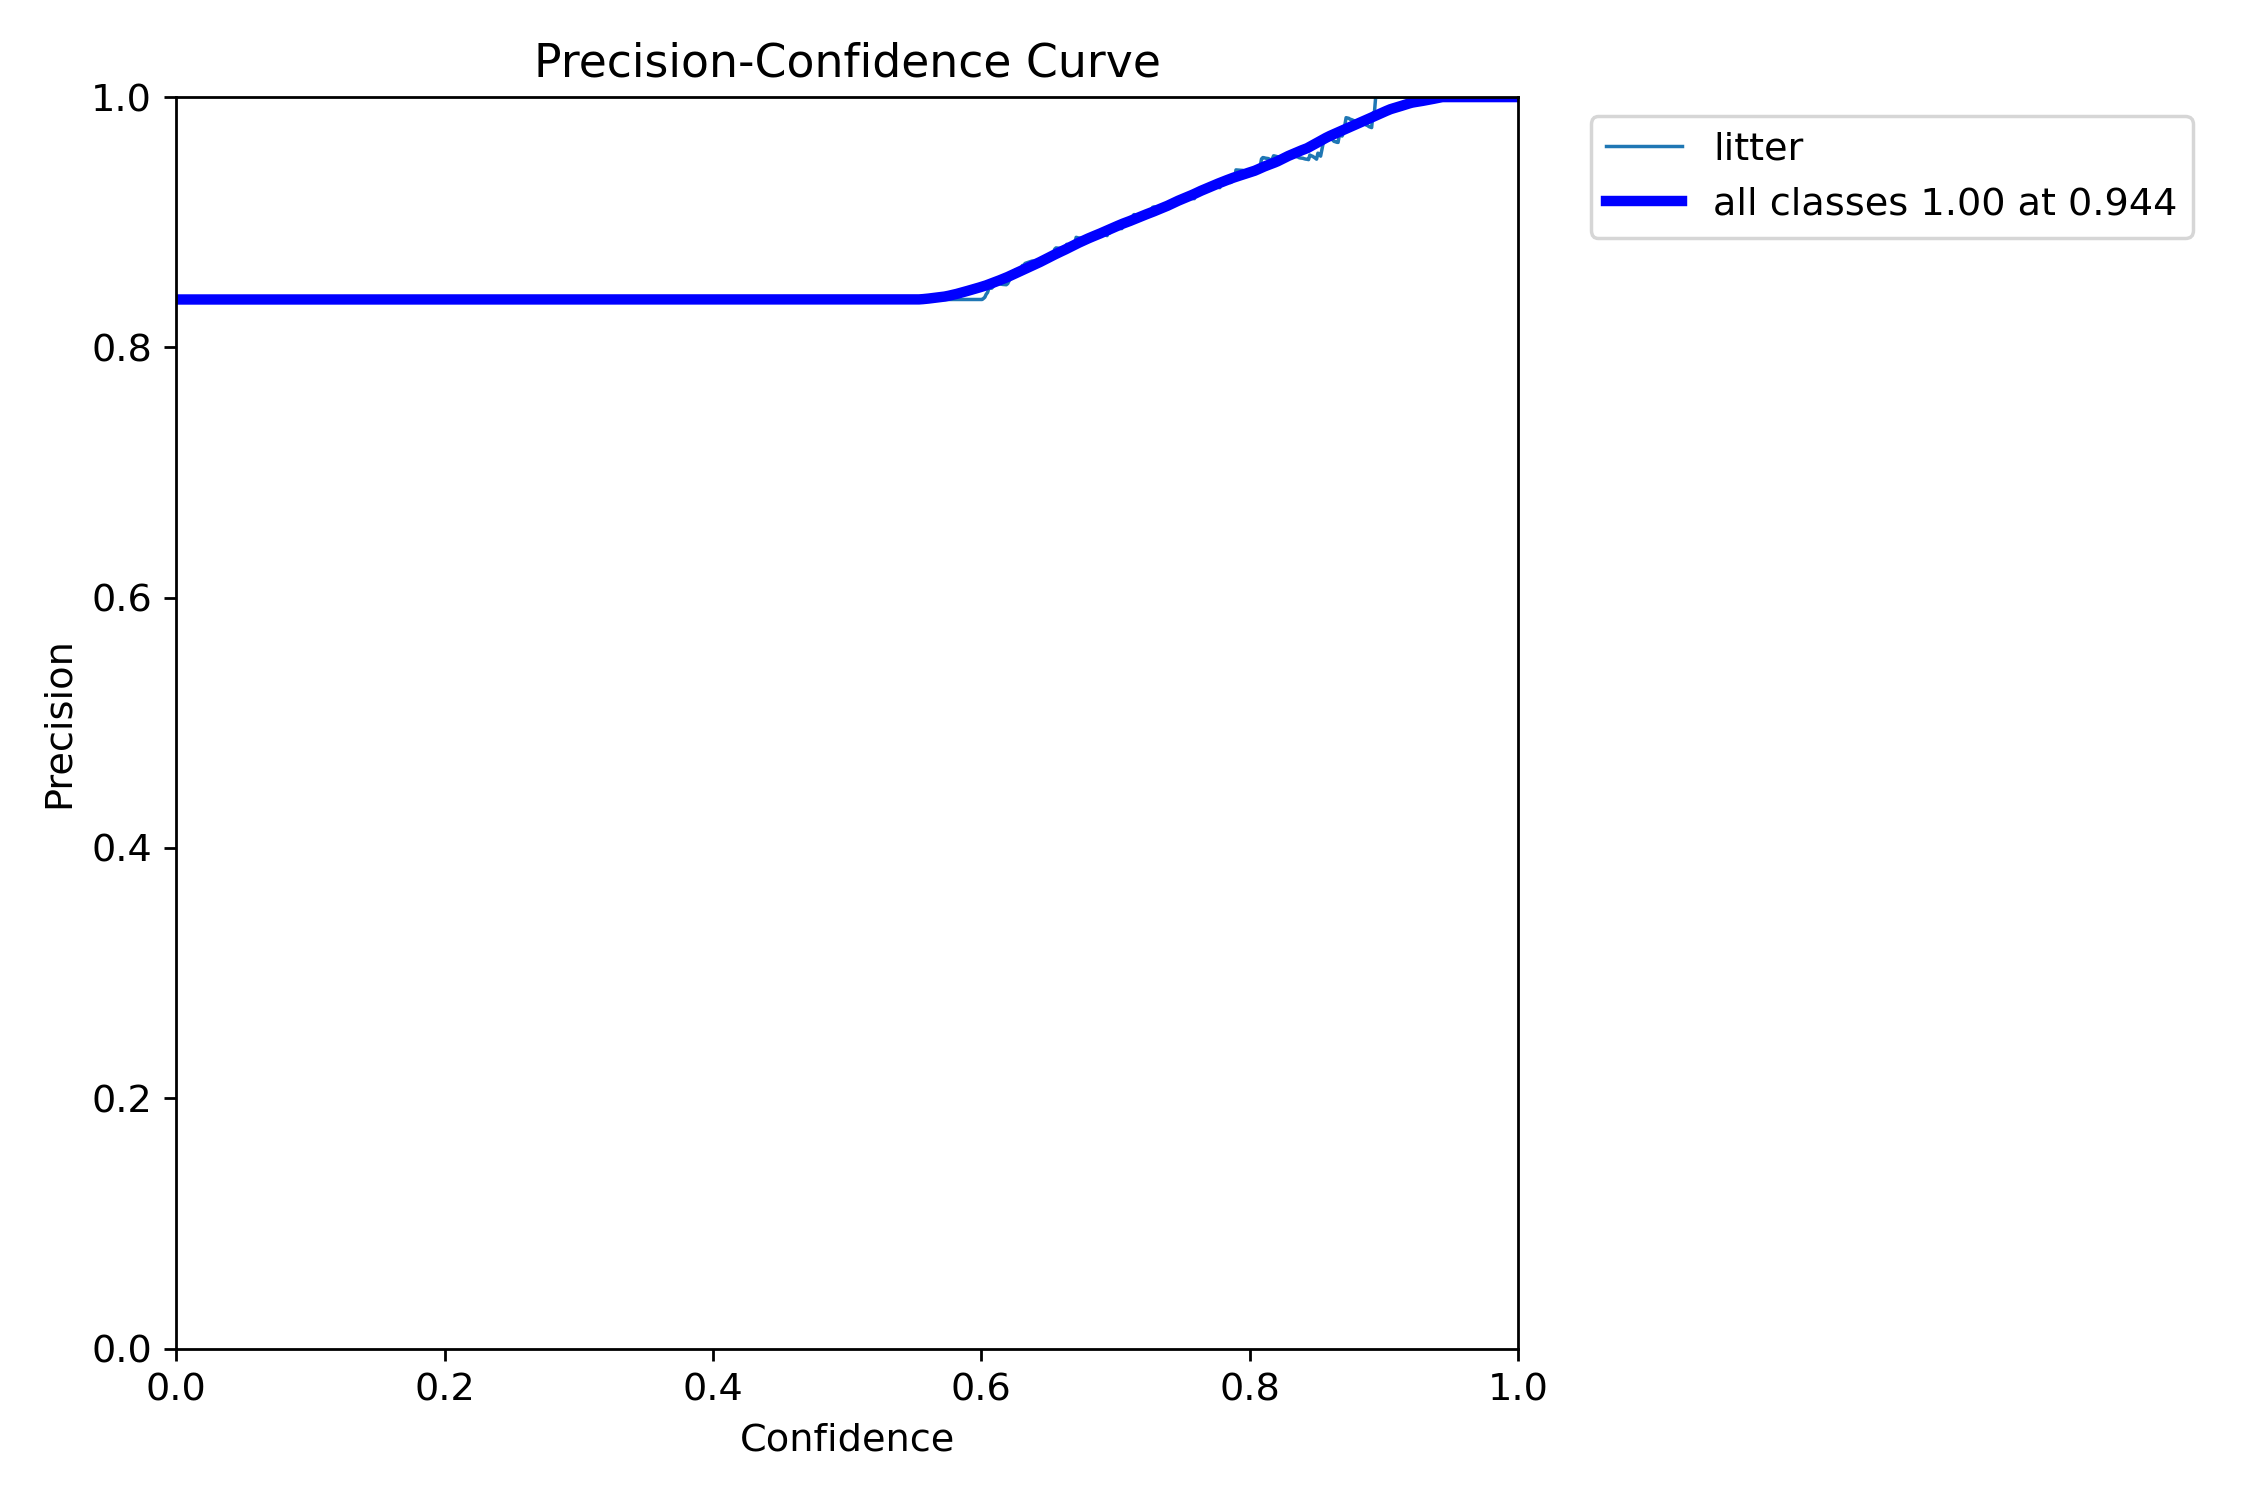 Precision-Confidence Curve
1.0
0.8
0.6
0.4
0.2
0.0
Precision
0.0 0.2 0.4 0.6 0.8 1.0
Confidence
litter
all classes 1.00 at 0.944